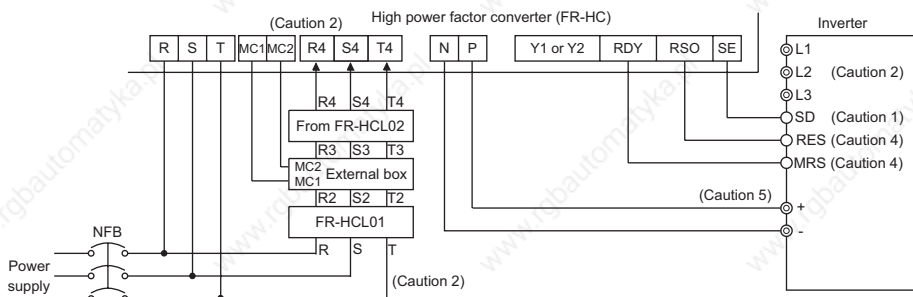 High power factor converter (FR-HC)
(Caution 2)
Inverter
R S T MC1 MC2 R4 S4 T4 N P Y1 or Y2 RDY RSO SE
L1
L2 (Caution 2)
L3
SD (Caution 1)
RES (Caution 4)
MRS (Caution 4)
R4 S4 T4
From FR-HCL02
R3 S3 T3
MC2
MC1
External box
R2 S2 T2
FR-HCL01
R S T
(Caution 5)
+
-
NFB
Power
supply
(Caution 2)
www.rgbautomatyka.pl